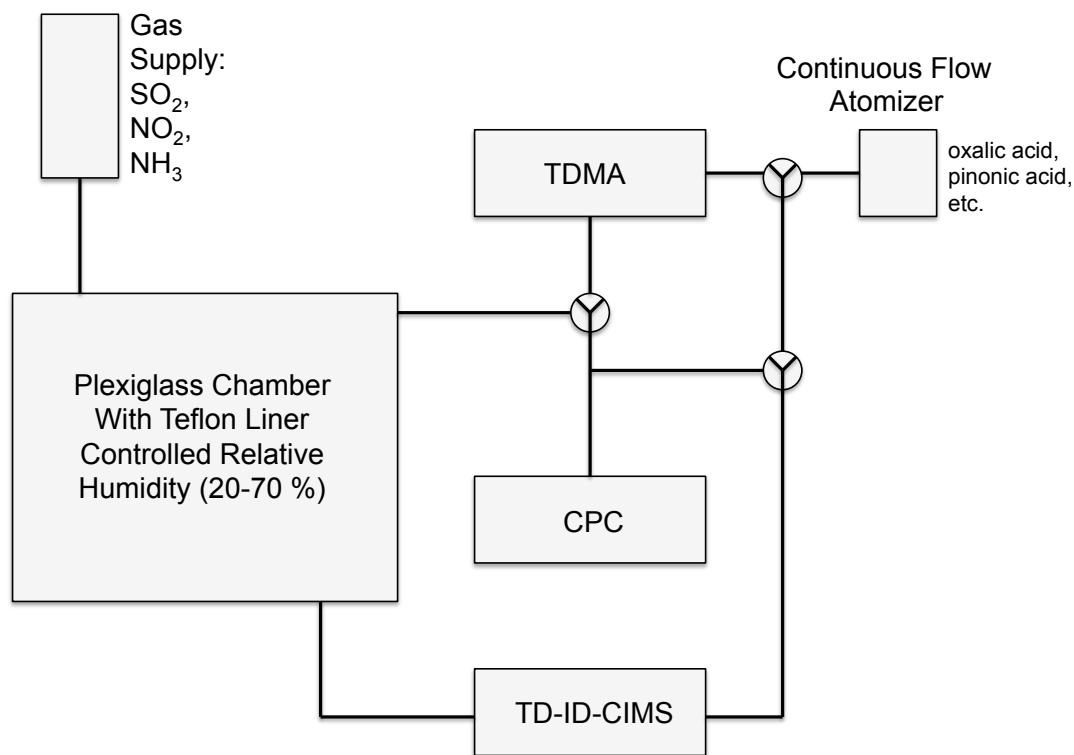 Gas
Supply:
SO₂,
NO₂,
NH₃
Continuous Flow
Atomizer
oxalic acid,
pinonic acid,
etc.
TDMA
Plexiglass Chamber
With Teflon Liner
Controlled Relative
Humidity (20-70 %)
CPC
TD-ID-CIMS